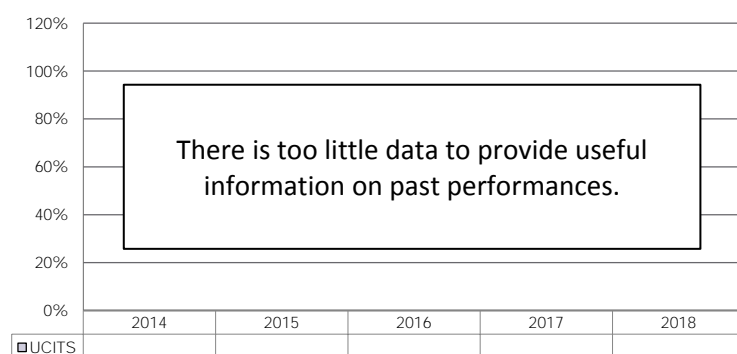 120%
100%
80%
60%
40%
20%
0%
There is too little data to provide useful
information on past performances.
2014 2015 2016 2017 2018
UCITS